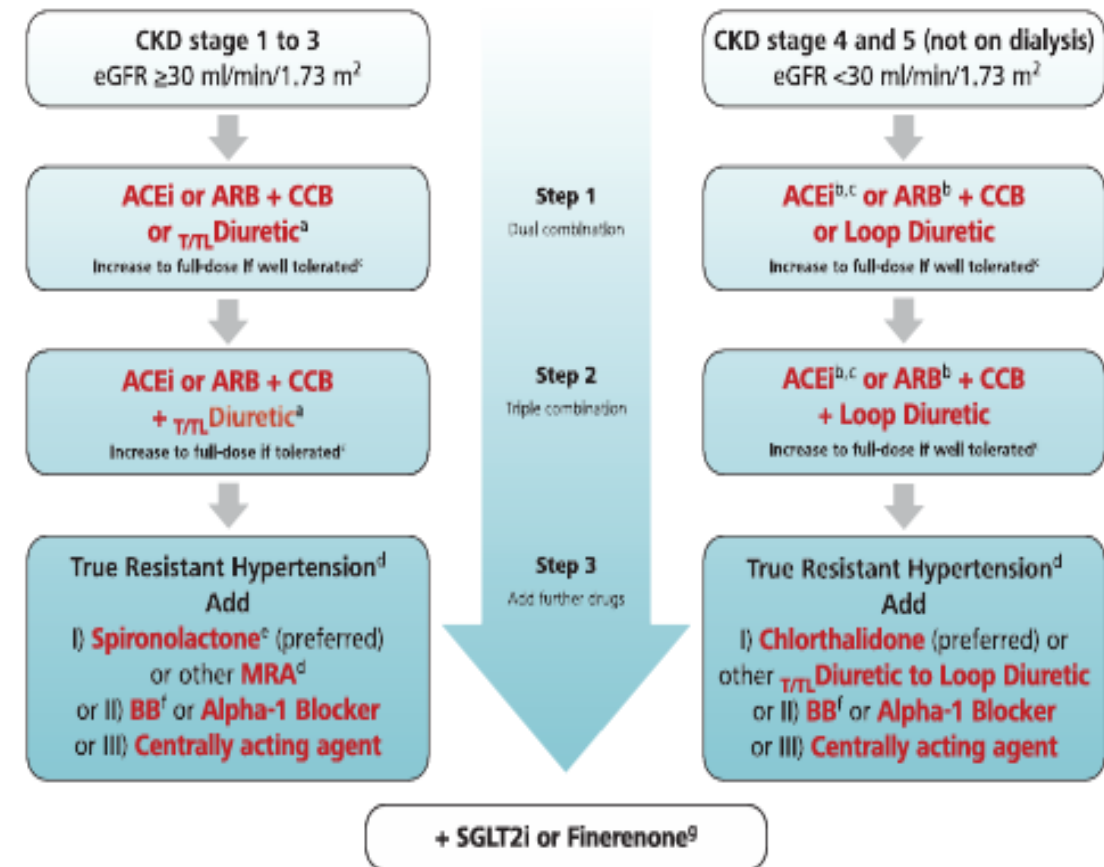 CKD stage 1 to 3
eGFR ≥30 ml/min/1.73 m²
ACEi or ARB + CCB
or T/TLDiureticᵃ
Increase to full-dose if well toleratedᶜ
ACEi or ARB + CCB
+ T/TLDiureticᵃ
Increase to full-dose if toleratedᶜ
True Resistant Hypertensionᵈ
Add
I) Spironolactoneᵉ (preferred)
or other MRAᵈ
or II) BBᶠ or Alpha-1 Blocker
or III) Centrally acting agent
Step 1
Dual combination
Step 2
Triple combination
Step 3
Add further drugs
CKD stage 4 and 5 (not on dialysis)
eGFR <30 ml/min/1.73 m²
ACEiᵇ,ᶜ or ARBᵇ + CCB
or Loop Diuretic
Increase to full-dose if well toleratedᶜ
ACEiᵇ,ᶜ or ARBᵇ + CCB
+ Loop Diuretic
Increase to full-dose if well toleratedᶜ
True Resistant Hypertensionᵈ
Add
I) Chlorthalidone (preferred) or
other T/TLDiuretic to Loop Diuretic
or II) BBᶠ or Alpha-1 Blocker
or III) Centrally acting agent
+ SGLT2i or Finerenoneᵍ